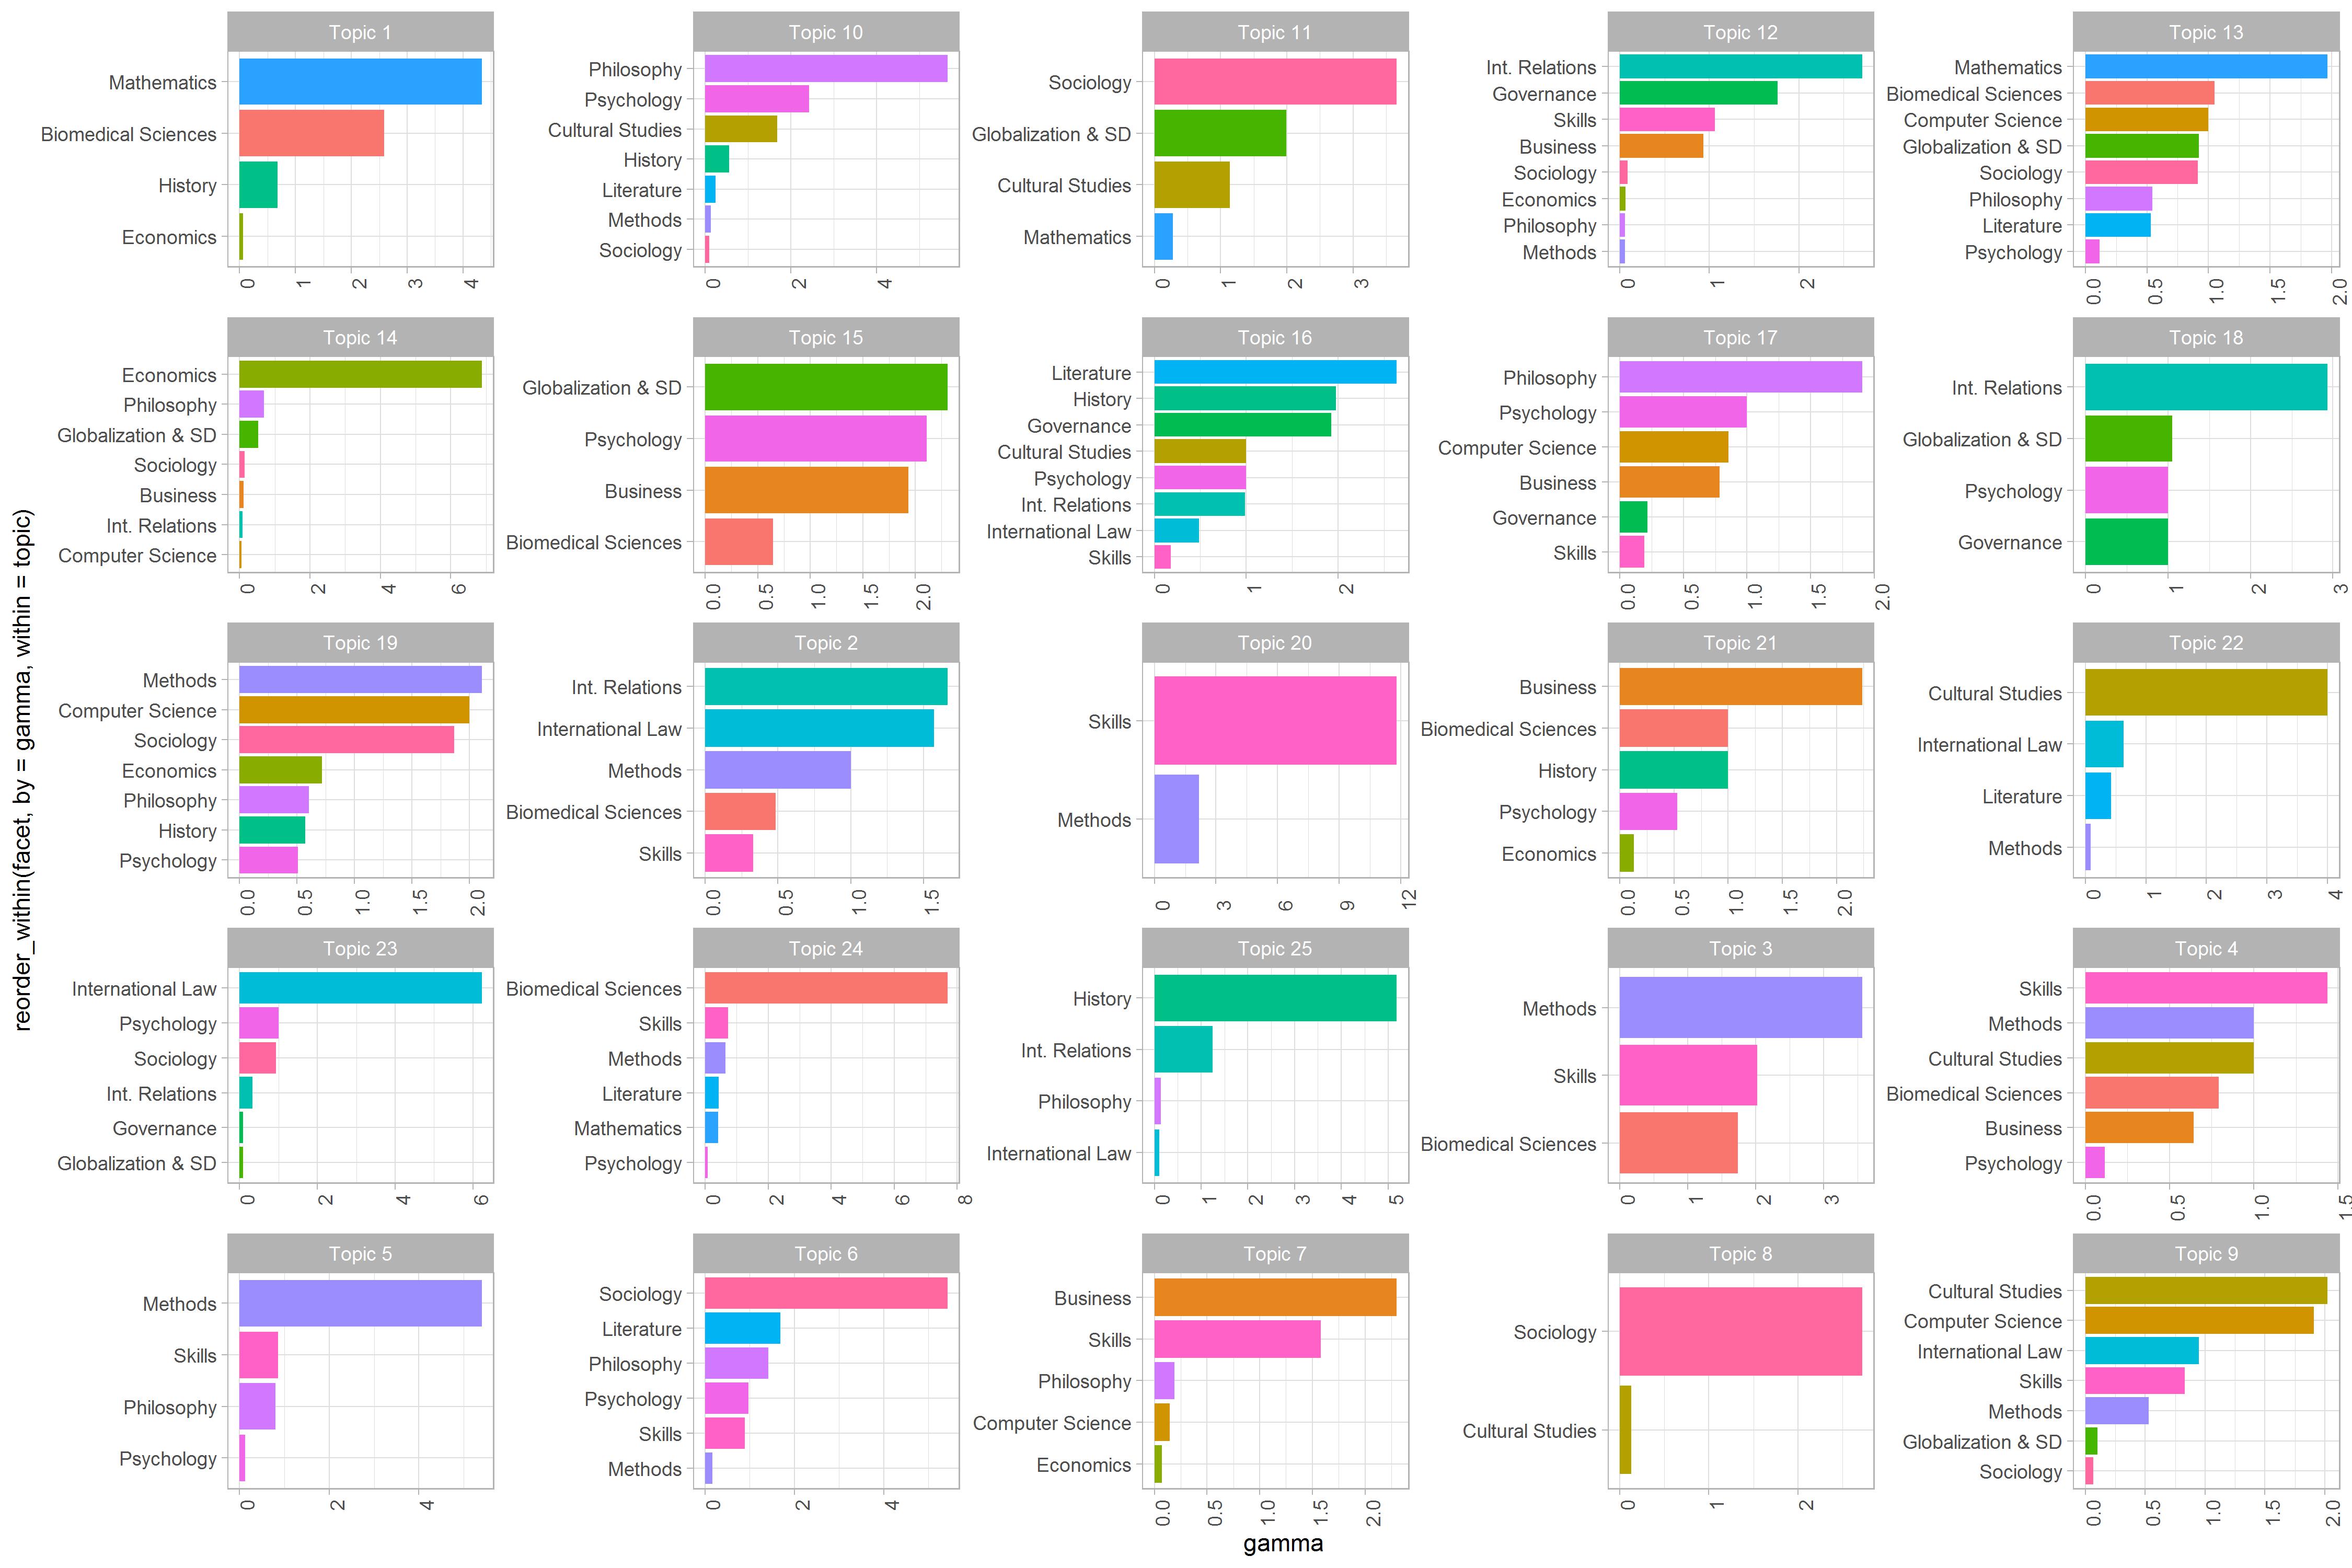 reorder_within(facet, by = gamma, within = topic)
Topic 1
Mathematics
Biomedical Sciences
History
Economics
0 1 2 3 4
Topic 10
Philosophy
Psychology
Cultural Studies
History
Literature
Methods
Sociology
0 2 4
Topic 11
Sociology
Globalization & SD
Cultural Studies
Mathematics
0 1 2 3
Topic 12
Int. Relations
Governance
Skills
Business
Sociology
Economics
Philosophy
Methods
0 1 2
Topic 13
Mathematics
Biomedical Sciences
Computer Science
Globalization & SD
Sociology
Philosophy
Literature
Psychology
0.0 0.5 1.0 1.5 2.0
Topic 14
Economics
Philosophy
Globalization & SD
Sociology
Business
Int. Relations
Computer Science
0 2 4 6
Topic 15
Globalization & SD
Psychology
Business
Biomedical Sciences
0.0 0.5 1.0 1.5 2.0
Topic 16
Literature
History
Governance
Cultural Studies
Psychology
Int. Relations
International Law
Skills
0 1 2
Topic 17
Philosophy
Psychology
Computer Science
Business
Governance
Skills
0.0 0.5 1.0 1.5 2.0
Topic 18
Int. Relations
Globalization & SD
Psychology
Governance
0 1 2 3
Topic 19
Methods
Computer Science
Sociology
Economics
Philosophy
History
Psychology
0.0 0.5 1.0 1.5 2.0
Topic 2
Int. Relations
International Law
Methods
Biomedical Sciences
Skills
0.0 0.5 1.0 1.5
Topic 20
Skills
Methods
0 3 6 9 12
Topic 21
Business
Biomedical Sciences
History
Psychology
Economics
0.0 0.5 1.0 1.5 2.0
Topic 22
Cultural Studies
International Law
Literature
Methods
0 1 2 3 4
Topic 23
International Law
Psychology
Sociology
Int. Relations
Governance
Globalization & SD
0 2 4 6
Topic 24
Biomedical Sciences
Skills
Methods
Literature
Mathematics
Psychology
0 2 4 6 8
Topic 25
History
Int. Relations
Philosophy
International Law
0 1 2 3 4 5
Topic 3
Methods
Skills
Biomedical Sciences
0 1 2 3
Topic 4
Skills
Methods
Cultural Studies
Biomedical Sciences
Business
Psychology
0.0 0.5 1.0 1.5
Topic 5
Methods
Skills
Philosophy
Psychology
0 2 4
Topic 6
Sociology
Literature
Philosophy
Psychology
Skills
Methods
0 2 4
Topic 7
Business
Skills
Philosophy
Computer Science
Economics
0.0 0.5 1.0 1.5 2.0
Topic 8
Sociology
Cultural Studies
0 1 2
Topic 9
Cultural Studies
Computer Science
International Law
Skills
Methods
Globalization & SD
Sociology
0.0 0.5 1.0 1.5 2.0
gamma